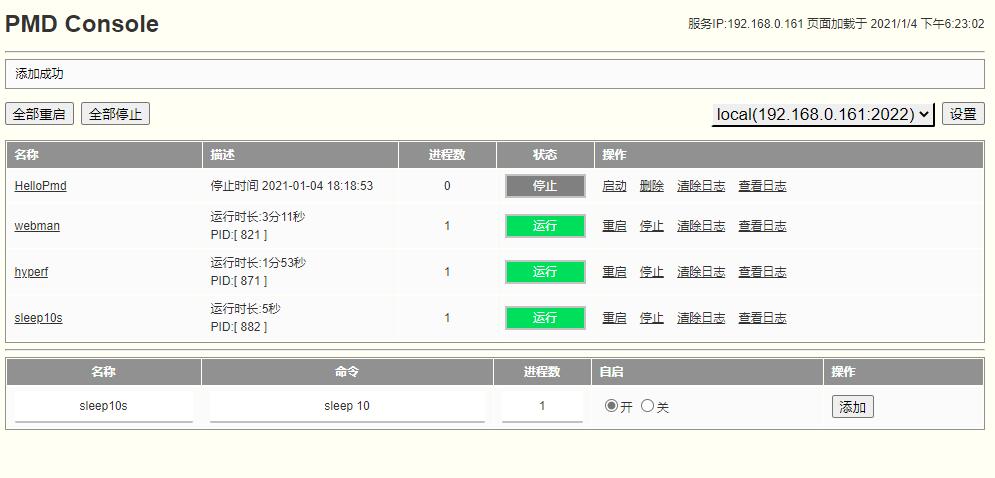 PMD Console
服务IP:192.168.0.161 页面加载于 2021/1/4 下午6:23:02
添加成功
全部重启 全部停止 local(192.168.0.161:2022) 设置
名称 描述 进程数 状态 操作
HelloPmd 停止时间 2021-01-04 18:18:53 0 停止 启动 删除 清除日志 查看日志
webman 运行时长:3分11秒 PID:[ 821 ] 1 运行 重启 停止 清除日志 查看日志
hyperf 运行时长:1分53秒 PID:[ 871 ] 1 运行 重启 停止 清除日志 查看日志
sleep10s 运行时长:5秒 PID:[ 882 ] 1 运行 重启 停止 清除日志 查看日志
名称 命令 进程数 自启 操作
sleep10s sleep 10 1 开 关 添加